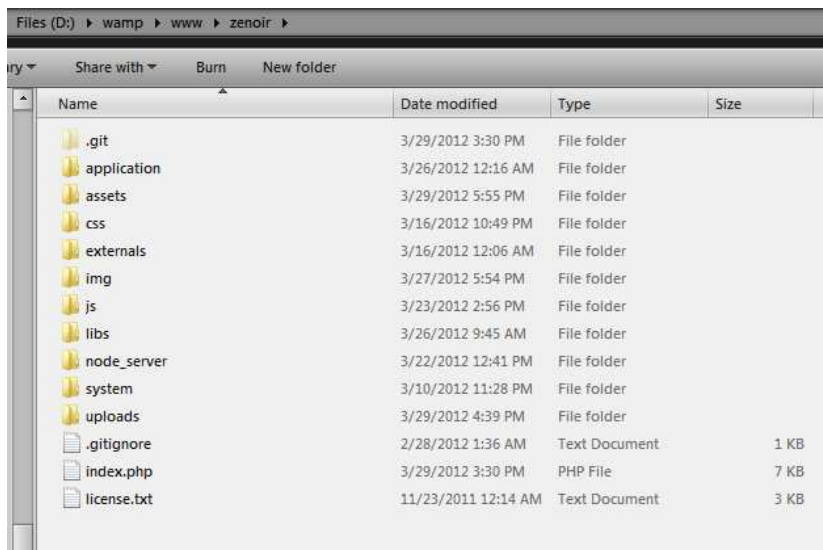 Files (D:) ▸ wamp ▸ www ▸ zenoir ▸
ry Share with Burn New folder
Name Date modified Type Size
.git 3/29/2012 3:30 PM File folder
application 3/26/2012 12:16 AM File folder
assets 3/29/2012 5:55 PM File folder
css 3/16/2012 10:49 PM File folder
externals 3/16/2012 12:06 AM File folder
img 3/27/2012 5:54 PM File folder
js 3/23/2012 2:56 PM File folder
libs 3/26/2012 9:45 AM File folder
node_server 3/22/2012 12:41 PM File folder
system 3/10/2012 11:28 PM File folder
uploads 3/29/2012 4:39 PM File folder
.gitignore 2/28/2012 1:36 AM Text Document 1 KB
index.php 3/29/2012 3:30 PM PHP File 7 KB
license.txt 11/23/2011 12:14 AM Text Document 3 KB